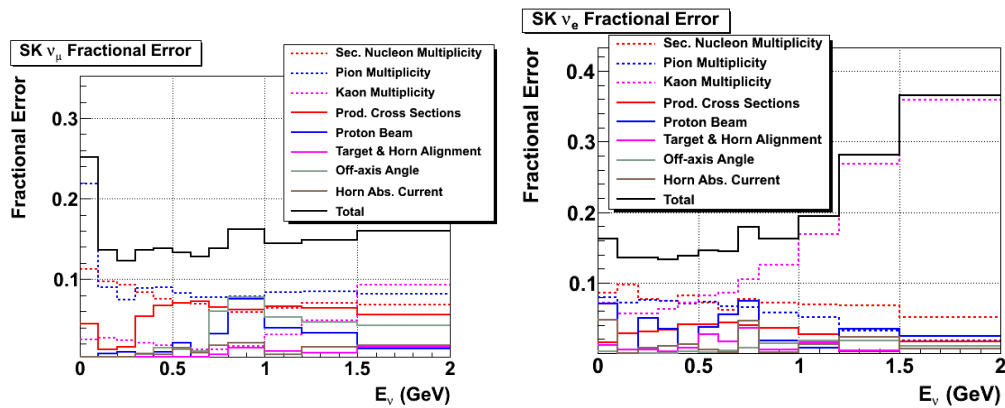 SK νμ Fractional Error
Fractional Error
Sec. Nucleon Multiplicity
Pion Multiplicity
Kaon Multiplicity
Prod. Cross Sections
Proton Beam
Target & Horn Alignment
Off-axis Angle
Horn Abs. Current
Total
0.3
0.2
0.1
0 0.5 1 1.5 2
Eν (GeV)
SK νe Fractional Error
Fractional Error
Sec. Nucleon Multiplicity
Pion Multiplicity
Kaon Multiplicity
Prod. Cross Sections
Proton Beam
Target & Horn Alignment
Off-axis Angle
Horn Abs. Current
Total
0.4
0.3
0.2
0.1
0 0.5 1 1.5 2
Eν (GeV)